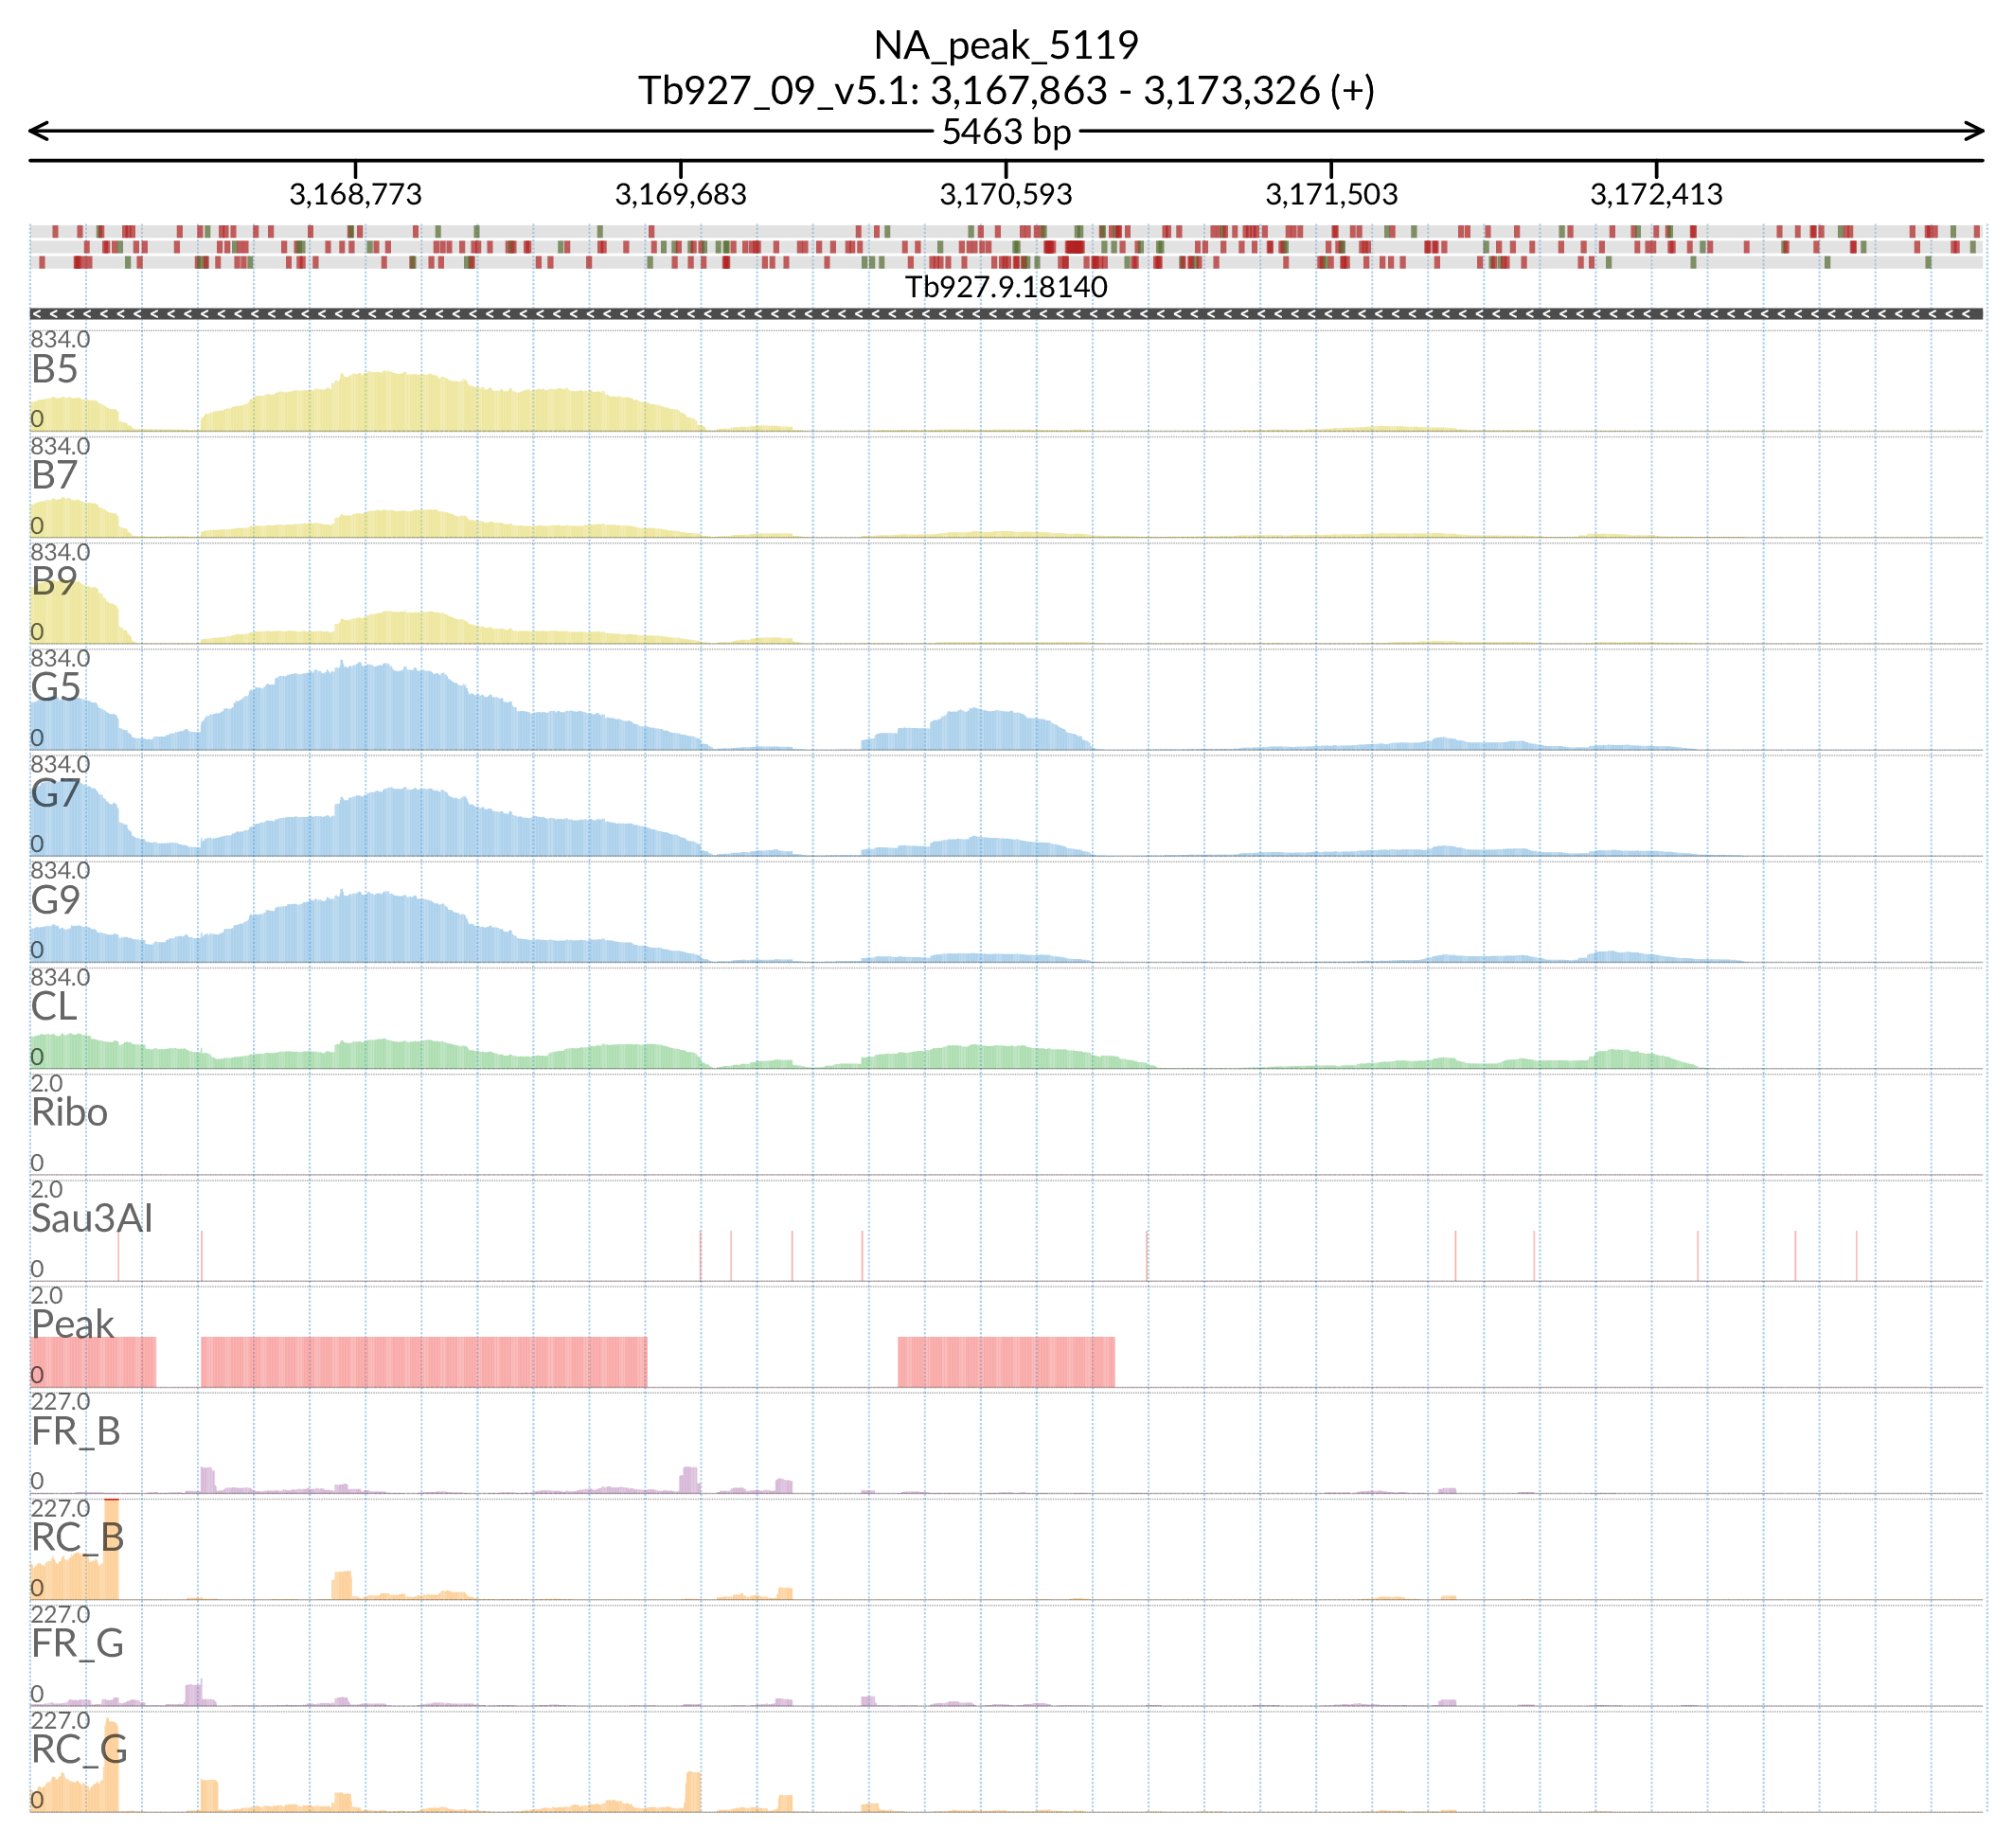 NA_peak_5119
Tb927_09_v5.1: 3,167,863 - 3,173,326 (+)
5463 bp
3,168,773 3,169,683 3,170,593 3,171,503 3,172,413
Tb927.9.18140
834.0
B5
0
834.0
B7
0
834.0
B9
0
834.0
G5
0
834.0
G7
0
834.0
G9
0
834.0
CL
0
2.0
Ribo
0
2.0
Sau3AI
0
2.0
Peak
0
227.0
FR_B
0
227.0
RC_B
0
227.0
FR_G
0
227.0
RC_G
0